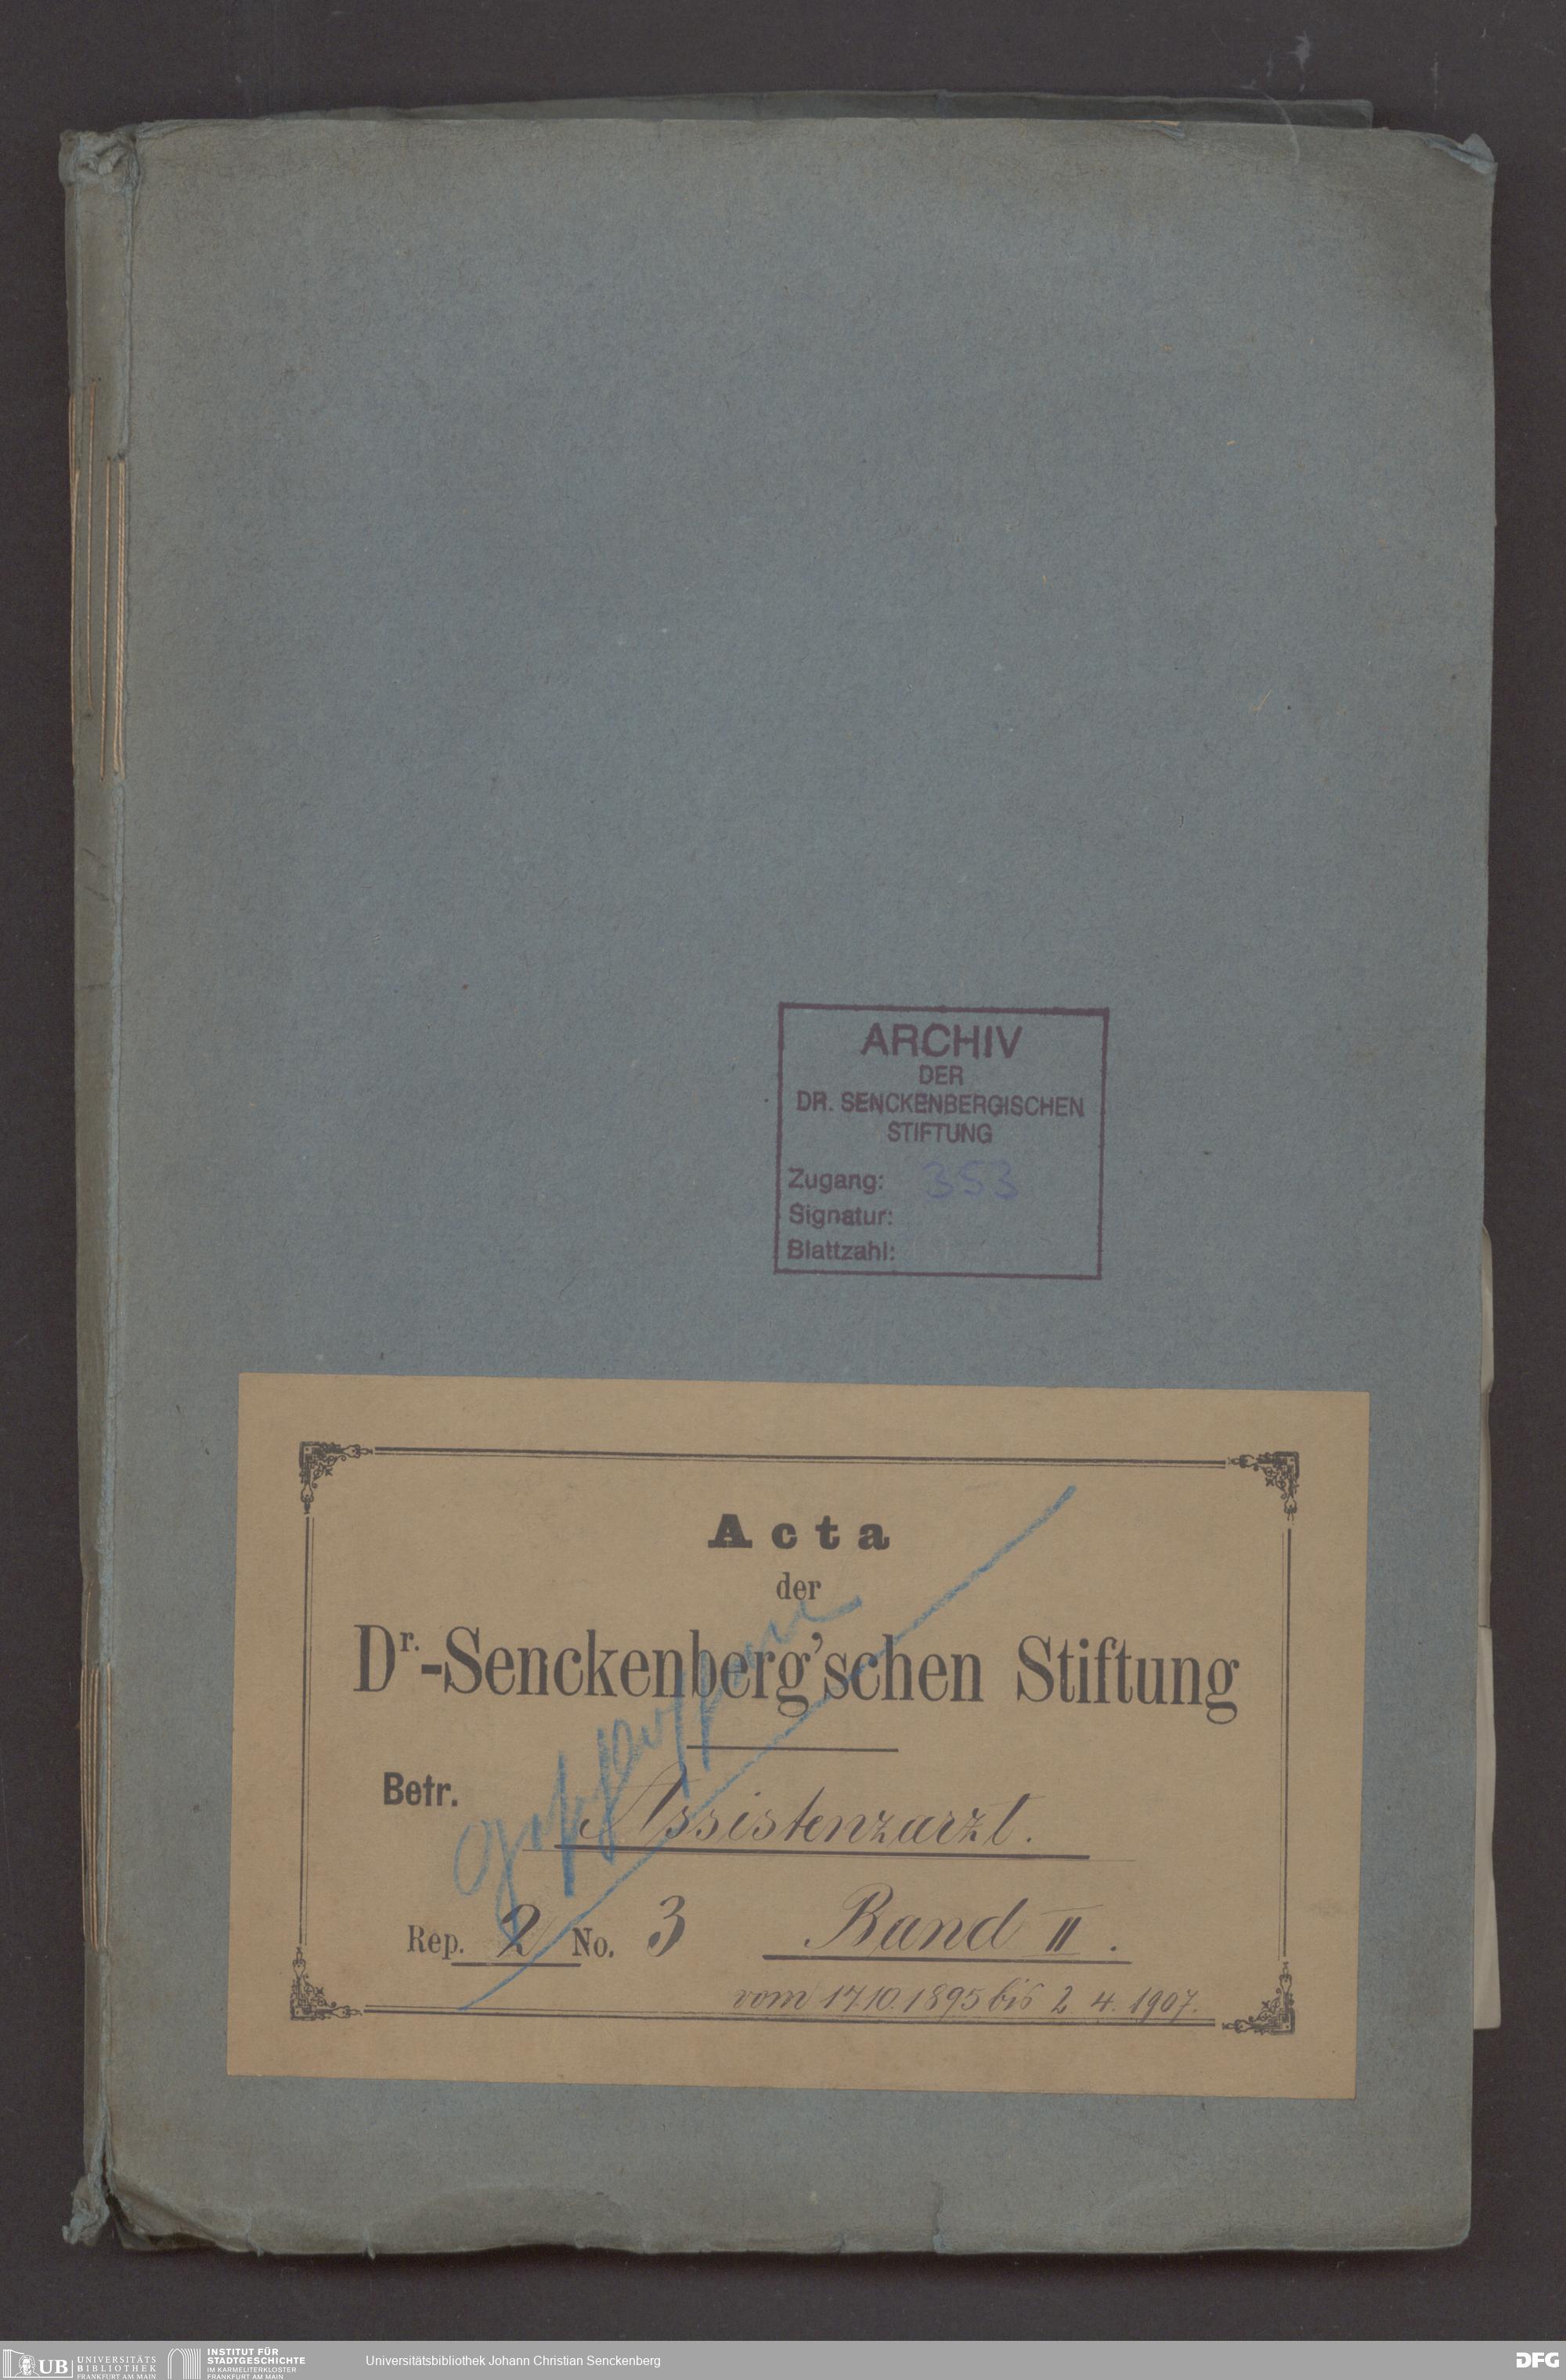 ARCHIV
DER
DR. SENCKENBERGISCHEN
STIFTUNG
Zugang: 353
Signatur:
Blattzahl:
Acta
der
Dr.-Senckenberg'schen Stiftung
Betr. Assistenzarzt.
Rep. 2 No. 3 Band II.
vom 17.10.1895 bis 2 4. 1907.
UB UNIVERSITÄTS
BIBLIOTHEK
FRANKFURT AM MAIN
INSTITUT FÜR
STADTGESCHICHTE
IM KARMELITERKLOSTER
FRANKFURT AM MAIN
Universitätsbibliothek Johann Christian Senckenberg
DFG